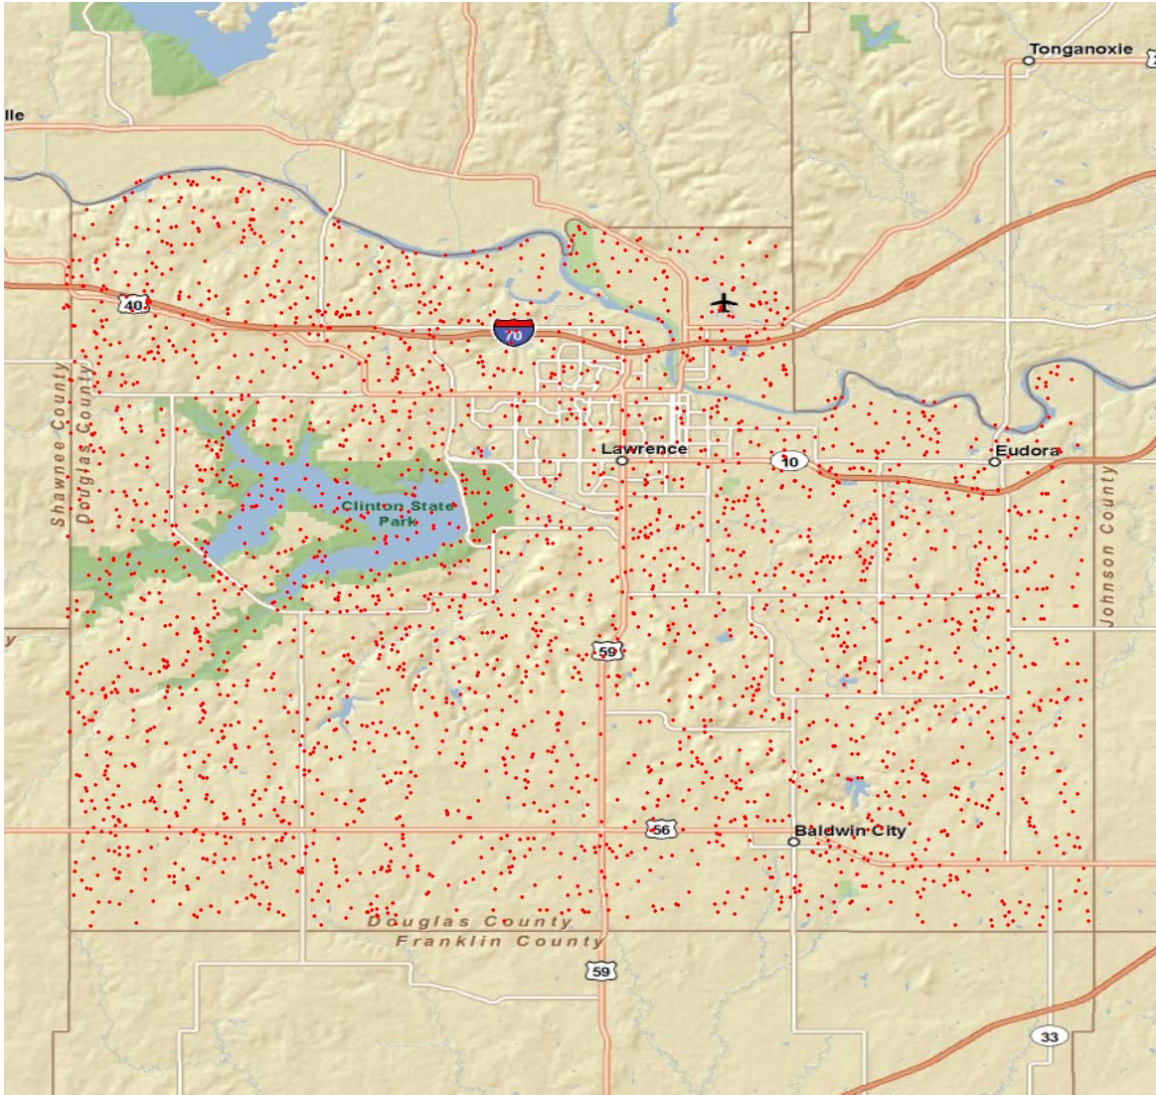 Tonganoxie
lle
40
70
Shawnee County
Douglas County
Lawrence
10
Eudora
Clinton State
Park
Johnson County
y
59
56
Baldwin City
Douglas County
Franklin County
59
33